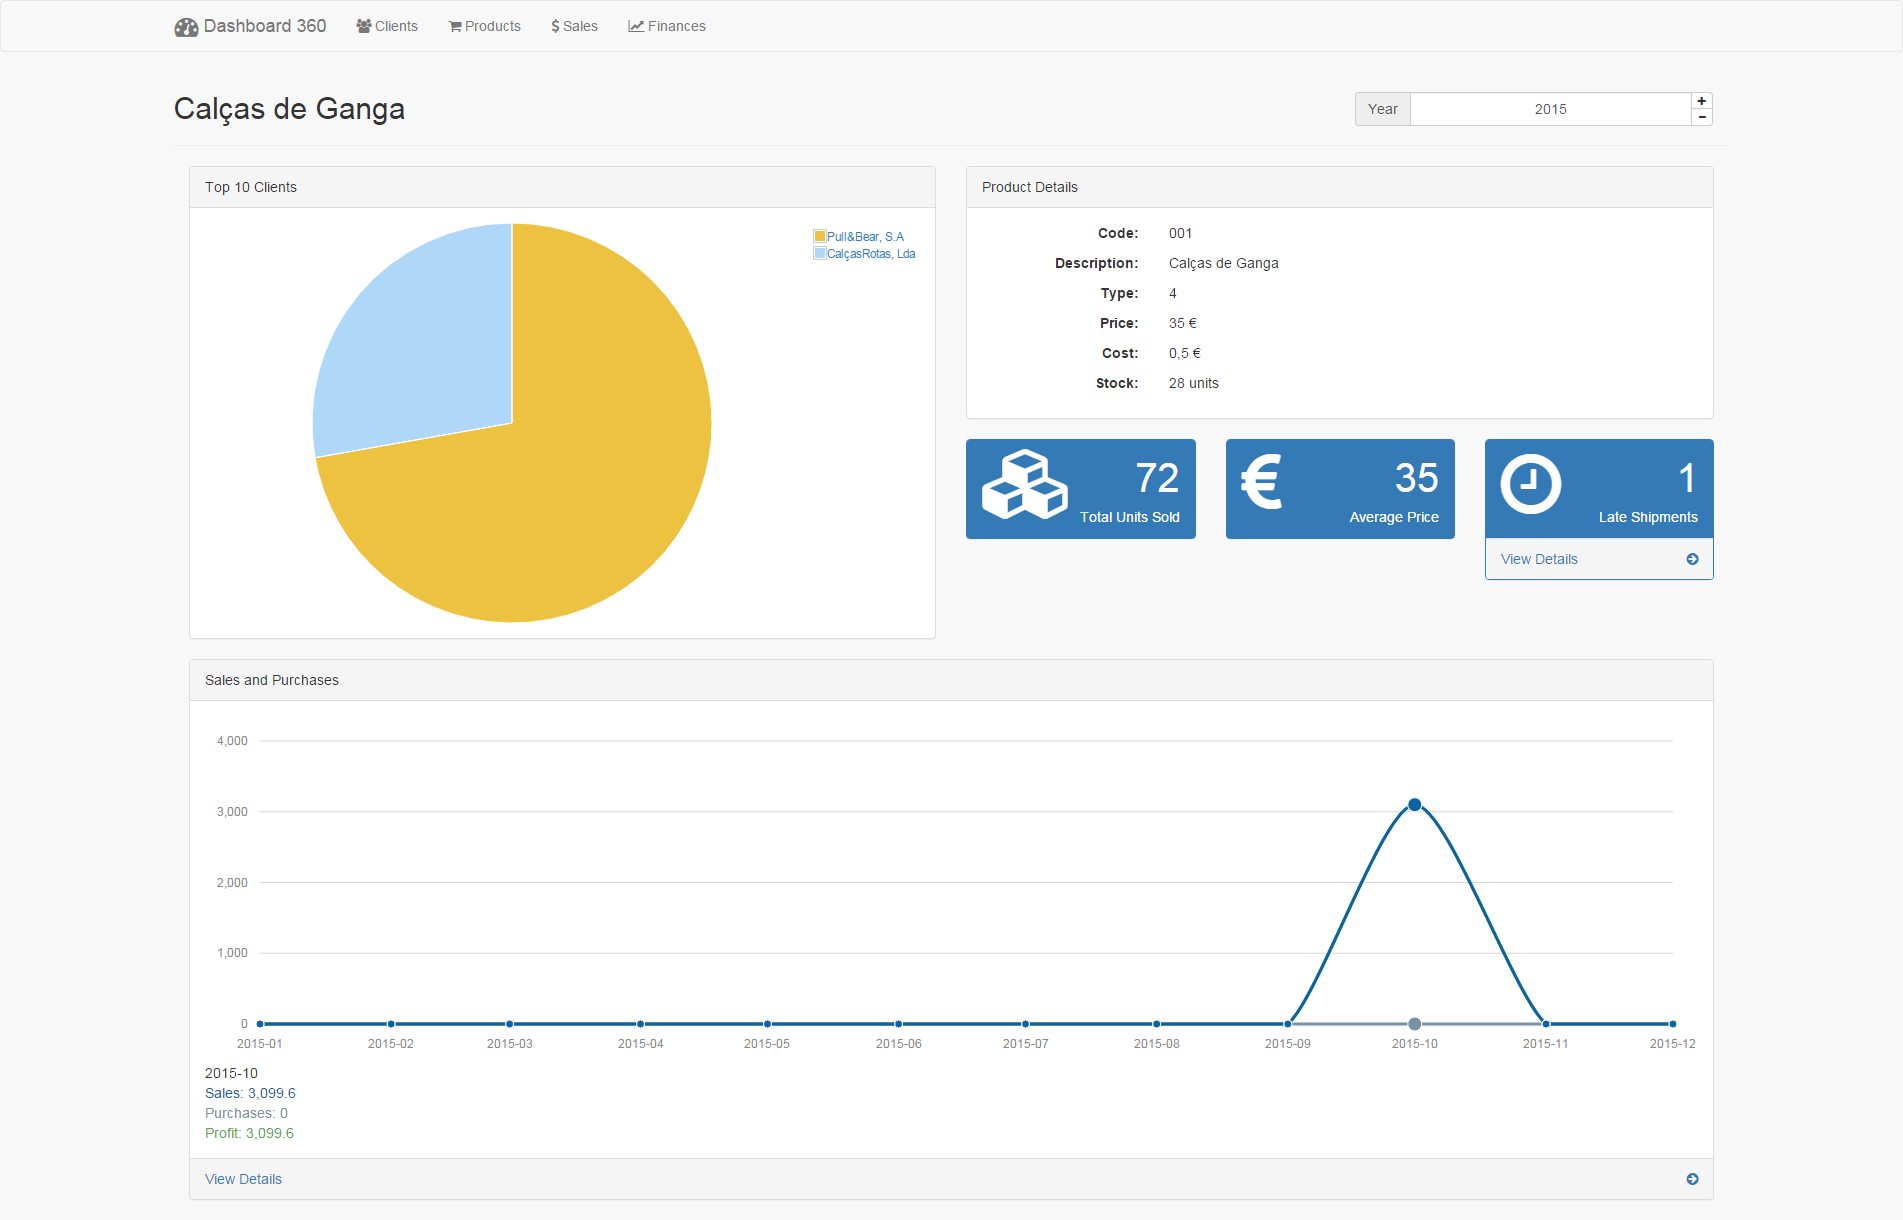 Dashboard 360 Clients Products $ Sales Finances
Calças de Ganga
Year 2015 + -
Top 10 Clients
Pull&Bear, S.A
CalçasRotas, Lda
Product Details
Code: 001
Description: Calças de Ganga
Type: 4
Price: 35 €
Cost: 0,5 €
Stock: 28 units
72
Total Units Sold
€ 35
Average Price
1
Late Shipments
View Details
Sales and Purchases
4,000
3,000
2,000
1,000
0
2015-01 2015-02 2015-03 2015-04 2015-05 2015-06 2015-07 2015-08 2015-09 2015-10 2015-11 2015-12
2015-10
Sales: 3,099.6
Purchases: 0
Profit: 3,099.6
View Details